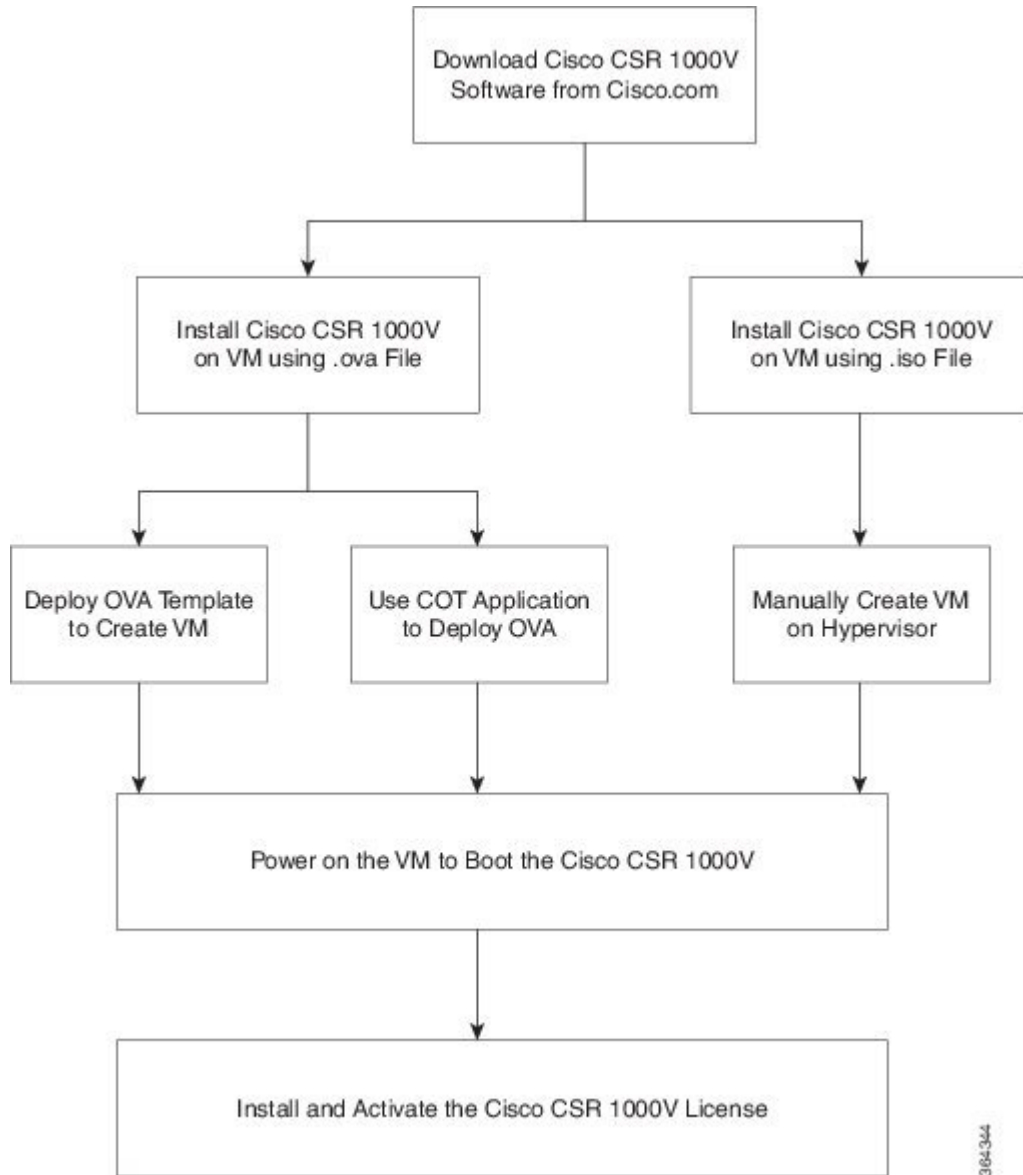 Download Cisco CSR 1000V
Software from Cisco.com
Install Cisco CSR 1000V
on VM using .ova File
Install Cisco CSR 1000V
on VM using .iso File
Deploy OVA Template
to Create VM
Use COT Application
to Deploy OVA
Manually Create VM
on Hypervisor
Power on the VM to Boot the Cisco CSR 1000V
Install and Activate the Cisco CSR 1000V License
364344